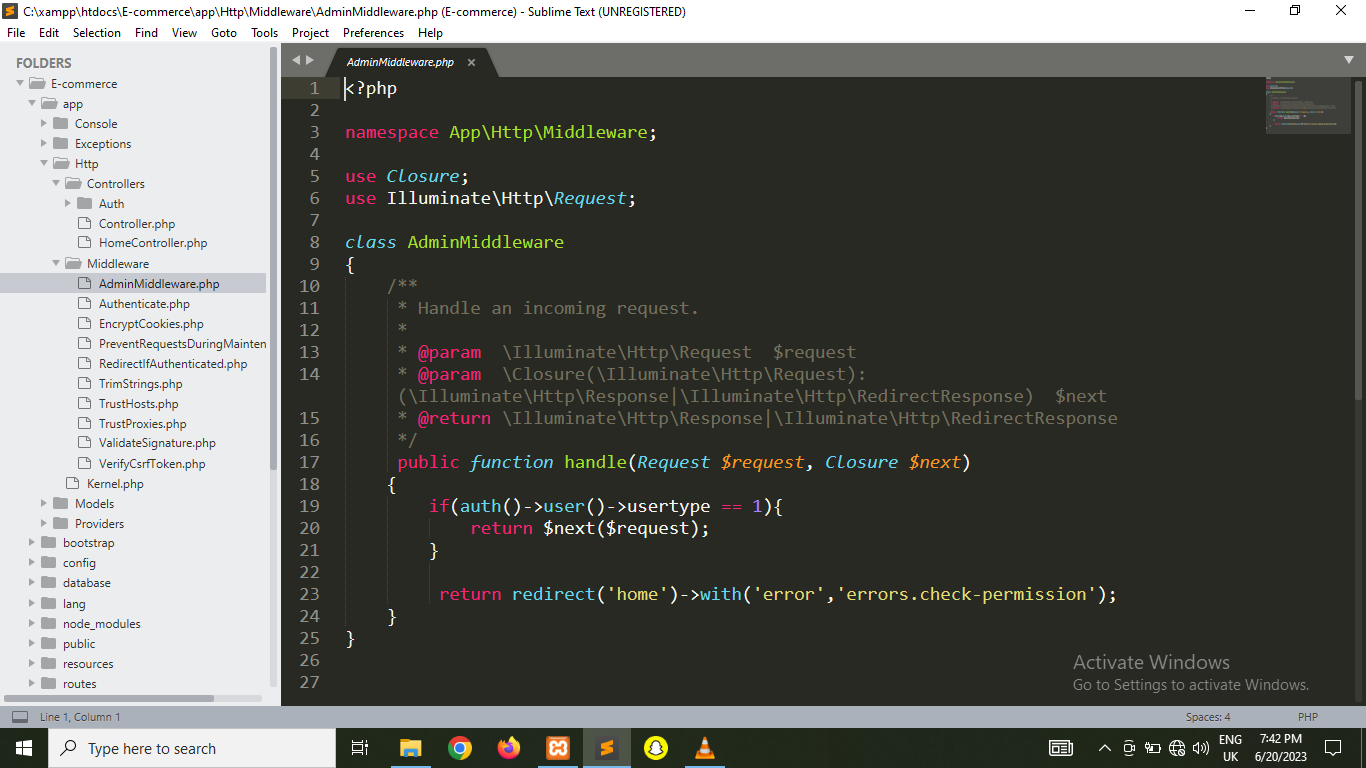 C:\xampp\htdocs\E-commerce\app\Http\Middleware\AdminMiddleware.php (E-commerce) - Sublime Text (UNREGISTERED)
File Edit Selection Find View Goto Tools Project Preferences Help
FOLDERS
E-commerce
app
Console
Exceptions
Http
Controllers
Auth
Controller.php
HomeController.php
Middleware
AdminMiddleware.php
Authenticate.php
EncryptCookies.php
PreventRequestsDuringMainten
RedirectIfAuthenticated.php
TrimStrings.php
TrustHosts.php
TrustProxies.php
ValidateSignature.php
VerifyCsrfToken.php
Kernel.php
Models
Providers
bootstrap
config
database
lang
node_modules
public
resources
routes
AdminMiddleware.php ×
1 <?php
2
3 namespace App\Http\Middleware;
4
5 use Closure;
6 use Illuminate\Http\Request;
7
8 class AdminMiddleware
9 {
10 /**
11 * Handle an incoming request.
12 *
13 * @param  \Illuminate\Http\Request  $request
14 * @param  \Closure(\Illuminate\Http\Request):
(\Illuminate\Http\Response|\Illuminate\Http\RedirectResponse)  $next
15 * @return \Illuminate\Http\Response|\Illuminate\Http\RedirectResponse
16 */
17 public function handle(Request $request, Closure $next)
18 {
19 if(auth()->user()->usertype == 1){
20 return $next($request);
21 }
22
23 return redirect('home')->with('error','errors.check-permission');
24 }
25 }
26
27
Activate Windows
Go to Settings to activate Windows.
Line 1, Column 1 Spaces: 4 PHP
Type here to search
ENG
UK
7:42 PM
6/20/2023